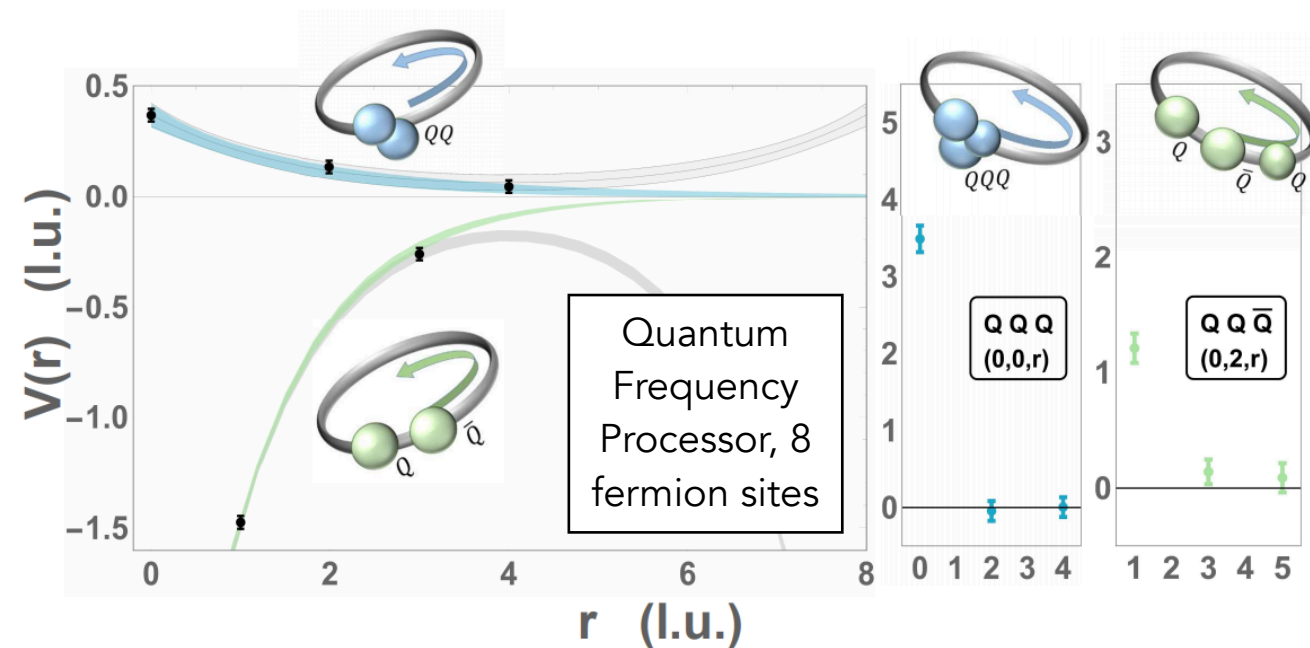 V(r) (l.u.)
0.5
0.0
−0.5
−1.0
−1.5
0 2 4 6 8
r (l.u.)
QQ
Q Q̄
Quantum
Frequency
Processor, 8
fermion sites
QQQ
5
4
3
2
1
0
Q Q Q
(0,0,r)
0 1 2 3 4
Q Q̄ Q
3
2
1
0
Q Q Q̄
(0,2,r)
1 2 3 4 5